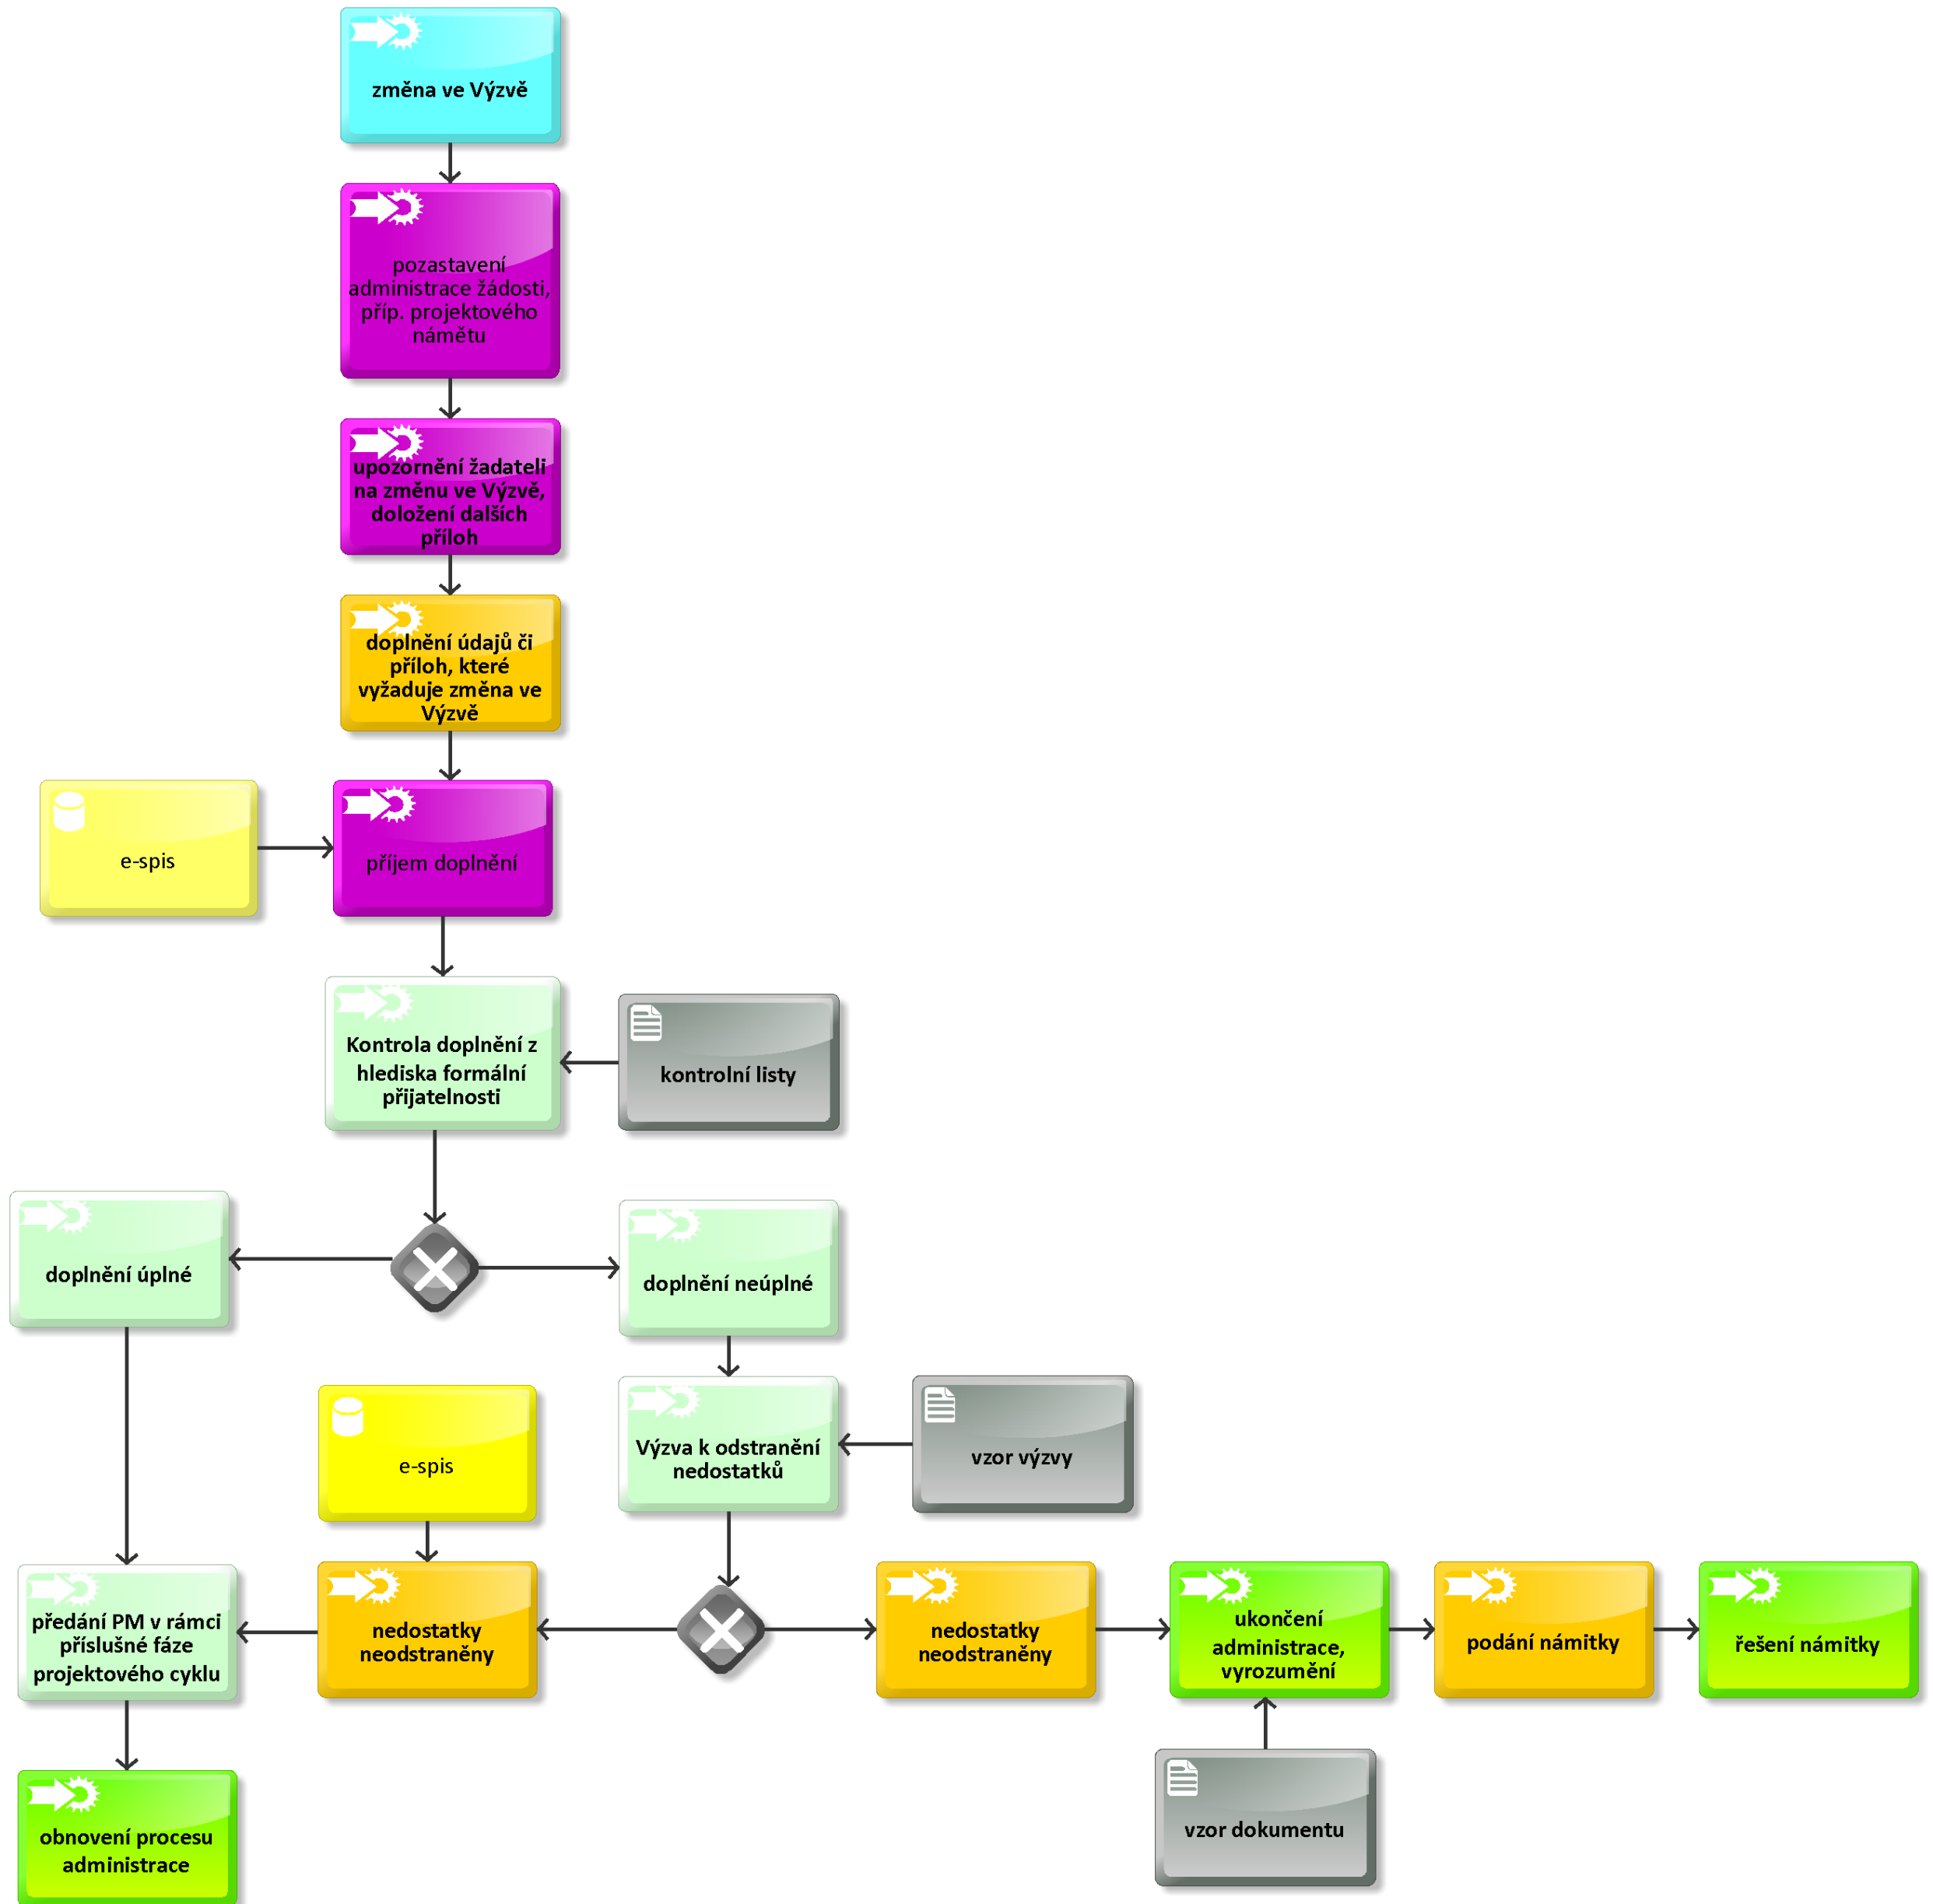 změna ve Výzvě
pozastavení
administrace žádosti,
příp. projektového
námětu
upozornění žadateli
na změnu ve Výzvě,
doložení dalších
příloh
doplnění údajů či
příloh, které
vyžaduje změna ve
Výzvě
e-spis
příjem doplnění
Kontrola doplnění z
hlediska formální
přijatelnosti
kontrolní listy
doplnění úplné
doplnění neúplné
e-spis
Výzva k odstranění
nedostatků
vzor výzvy
předání PM v rámci
příslušné fáze
projektového cyklu
nedostatky
neodstraněny
nedostatky
neodstraněny
ukončení
administrace,
vyrozumění
podání námitky
řešení námitky
obnovení procesu
administrace
vzor dokumentu